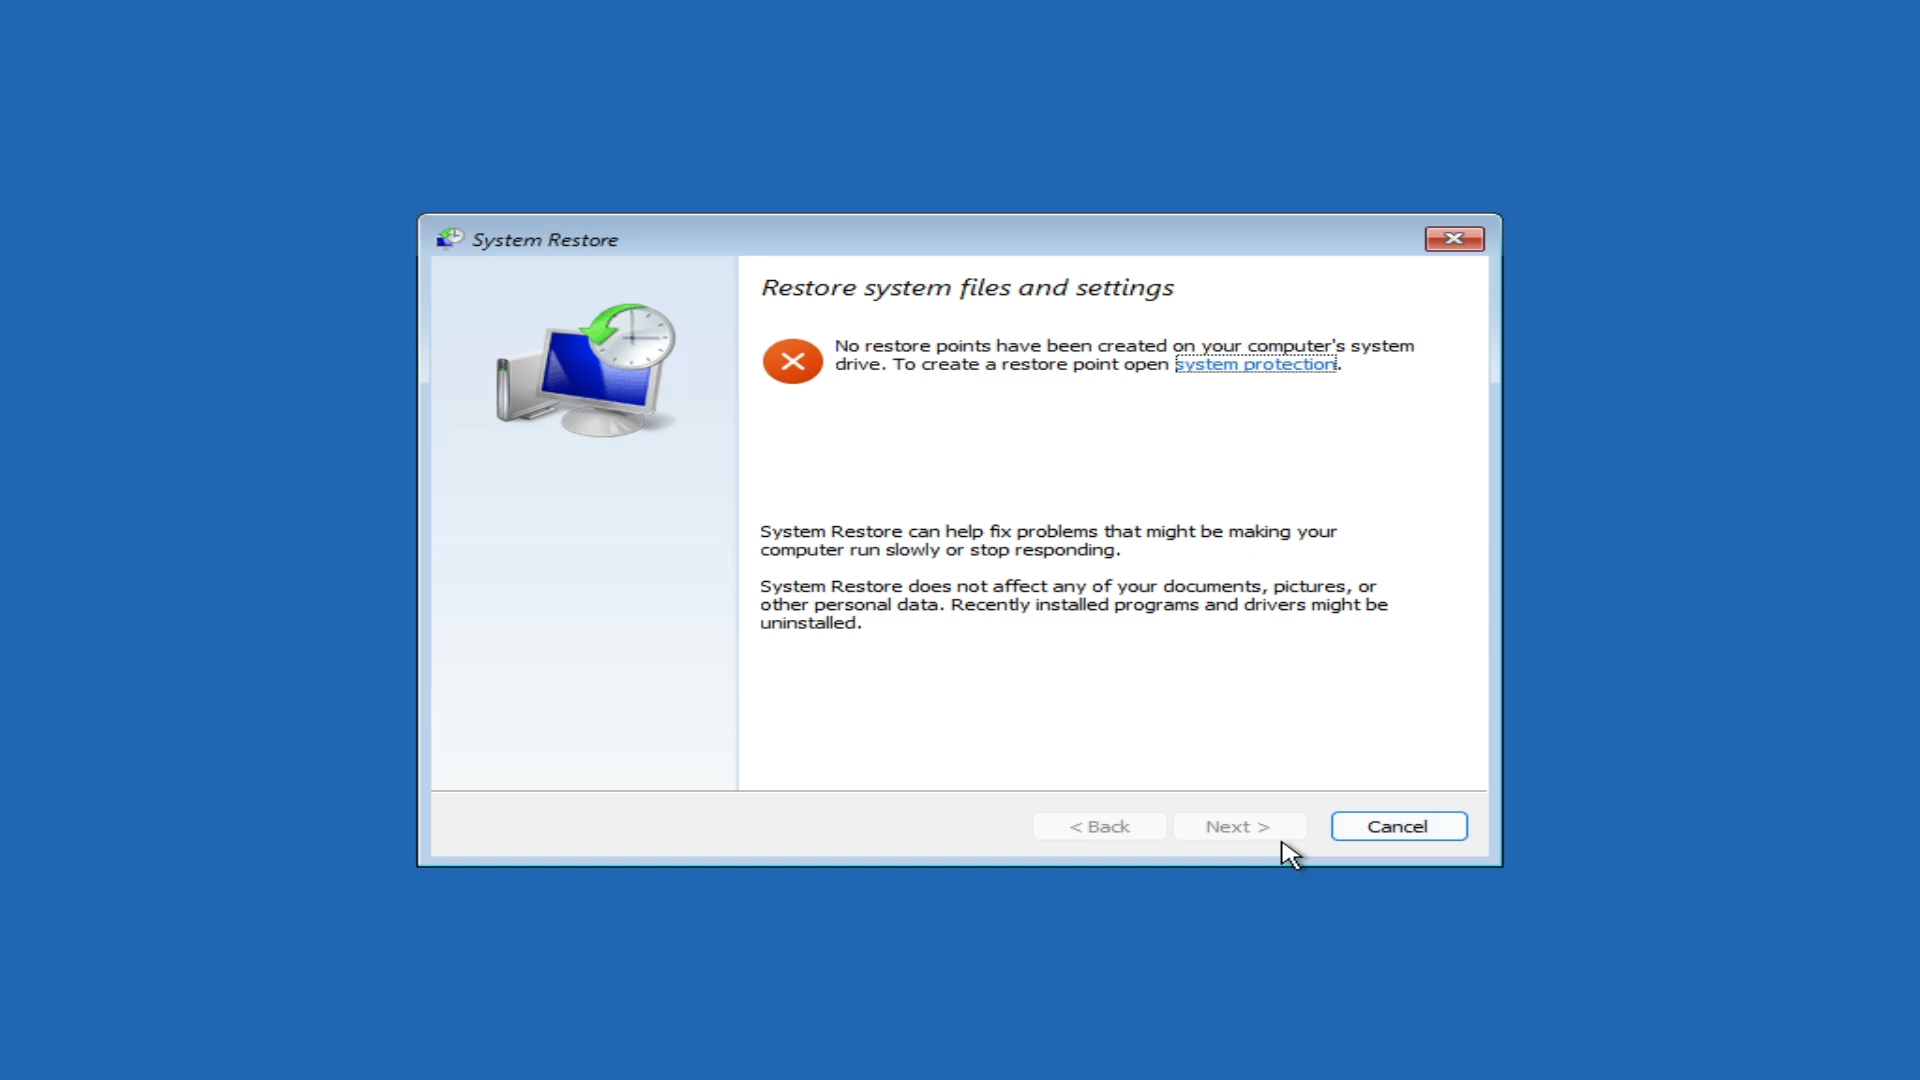 System Restore
Restore system files and settings
No restore points have been created on your computer's system
drive. To create a restore point open system protection.
System Restore can help fix problems that might be making your
computer run slowly or stop responding.
System Restore does not affect any of your documents, pictures, or
other personal data. Recently installed programs and drivers might be
uninstalled.
< Back Next > Cancel